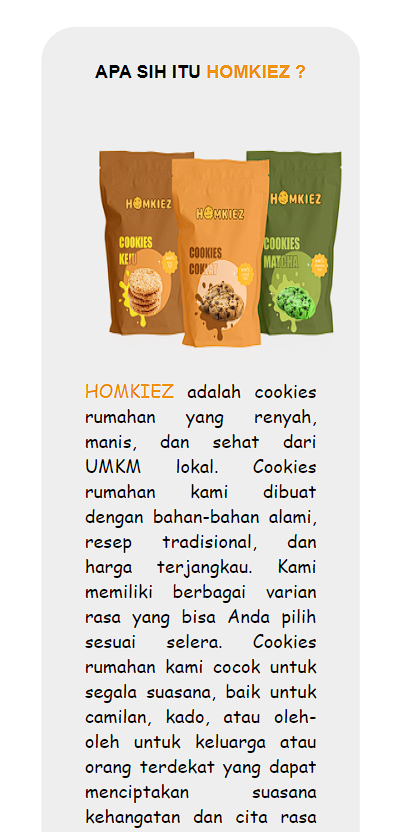 APA SIH ITU HOMKIEZ ?
HOMKIEZ
COOKIES
KEJU
HOMKIEZ
COOKIES
COKLAT
HOMKIEZ
COOKIES
MATCHA
HOMKIEZ adalah cookies
rumahan yang renyah,
manis, dan sehat dari
UMKM lokal. Cookies
rumahan kami dibuat
dengan bahan-bahan alami,
resep tradisional, dan
harga terjangkau. Kami
memiliki berbagai varian
rasa yang bisa Anda pilih
sesuai selera. Cookies
rumahan kami cocok untuk
segala suasana, baik untuk
camilan, kado, atau oleh-
oleh untuk keluarga atau
orang terdekat yang dapat
menciptakan suasana
kehangatan dan cita rasa